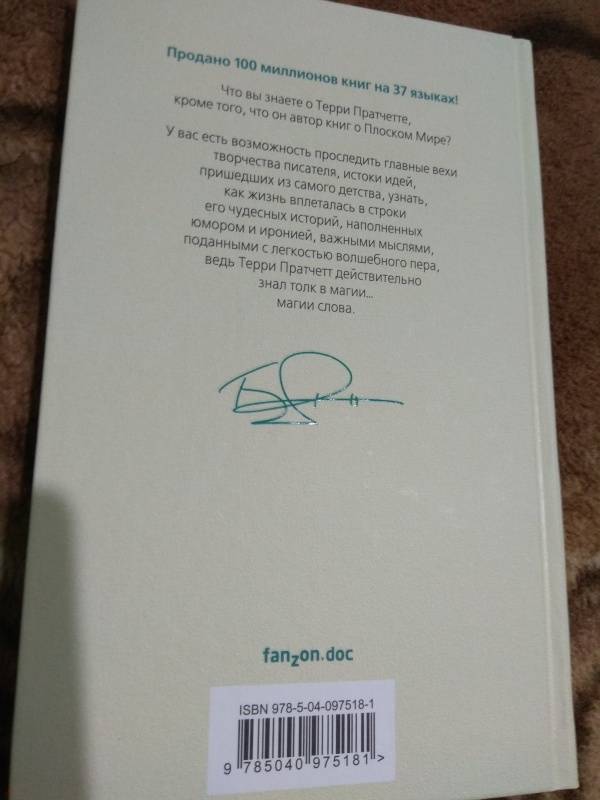 Продано 100 миллионов книг на 37 языках!
Что вы знаете о Терри Пратчетте,
кроме того, что он автор книг о Плоском Мире?
У вас есть возможность проследить главные вехи
творчества писателя, истоки идей,
пришедших из самого детства, узнать,
как жизнь вплеталась в строки
его чудесных историй, наполненных
юмором и иронией, важными мыслями,
поданными с легкостью волшебного пера,
ведь Терри Пратчетт действительно
знал толк в магии...
магии слова.
fanzon.doc
ISBN 978-5-04-097518-1
9 785040 975181 >